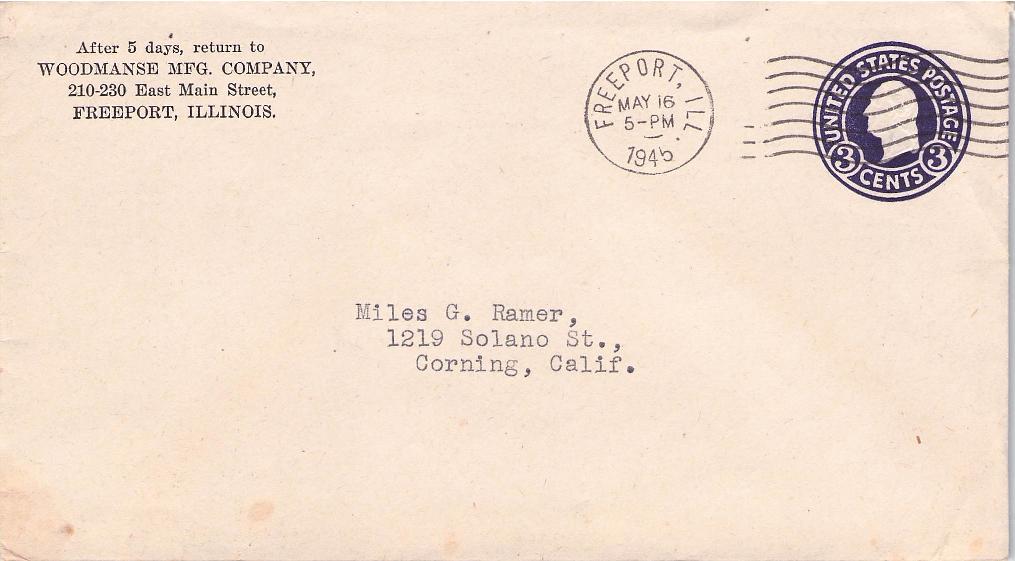 After 5 days, return to
WOODMANSE MFG. COMPANY,
210-230 East Main Street,
FREEPORT, ILLINOIS.
FREEPORT, ILL.
MAY 16
5-PM
UNITED STATES POSTAGE
3 CENTS 3
Miles G. Ramer,
1219 Solano St.,
Corning, Calif.